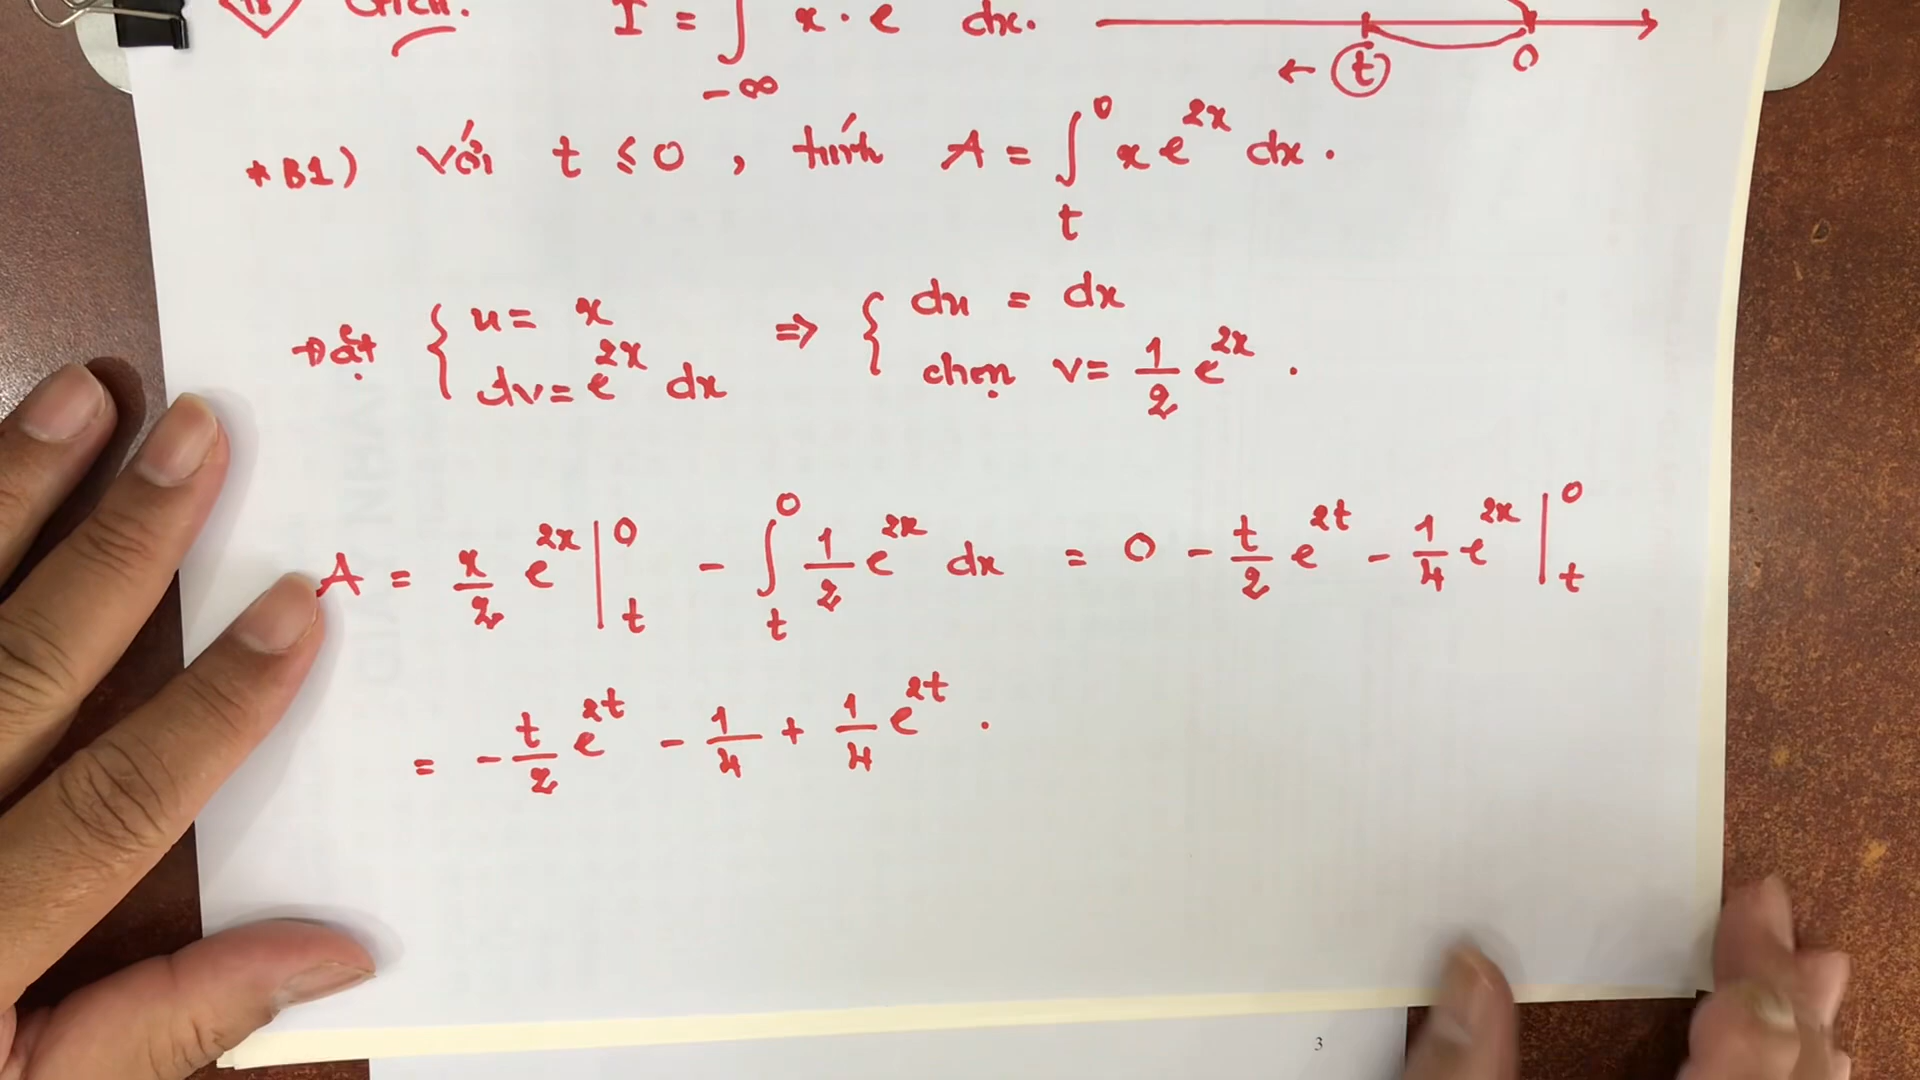 I = ∫_{-∞} x · e dx.
← t 0
* B1) Với t ≤ 0 , tính A = ∫_t^0 x e^{2x} dx .
Đặt { u = x ; dv = e^{2x} dx ⇒ { du = dx ; chọn v = 1/2 e^{2x} .
A = x/2 e^{2x} |_t^0 - ∫_t^0 1/2 e^{2x} dx = 0 - t/2 e^{2t} - 1/4 e^{2x} |_t^0
= - t/2 e^{2t} - 1/4 + 1/4 e^{2t} .
3